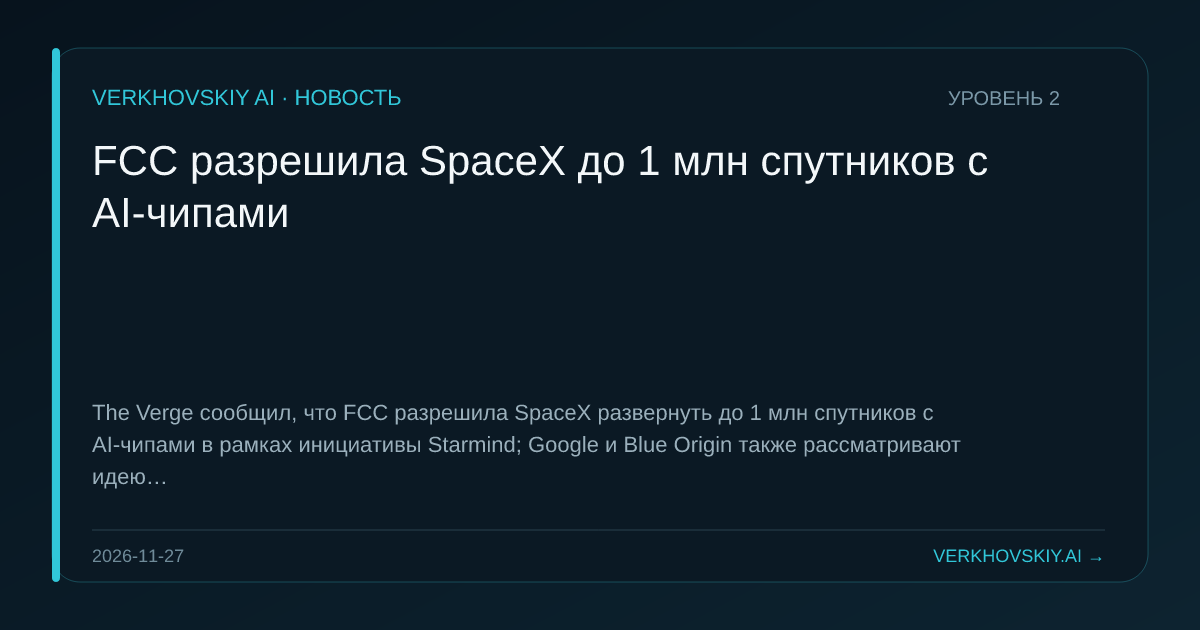 VERKHOVSKIY AI · НОВОСТЬ
УРОВЕНЬ 2
FCC разрешила SpaceX до 1 млн спутников с
AI-чипами
The Verge сообщил, что FCC разрешила SpaceX развернуть до 1 млн спутников с
AI-чипами в рамках инициативы Starmind; Google и Blue Origin также рассматривают
идею…
2026-11-27
VERKHOVSKIY.AI →